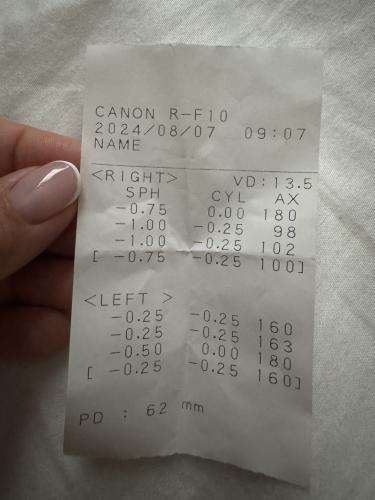 CANON R-F10
2024/08/07 09:07
NAME
<RIGHT> VD:13.5
SPH CYL AX
-0.75 0.00 180
-1.00 -0.25 98
-1.00 -0.25 102
[ -0.75 -0.25 100]
<LEFT >
-0.25 -0.25 160
-0.25 -0.25 163
-0.50 0.00 180
[ -0.25 -0.25 160]
PD : 62 mm